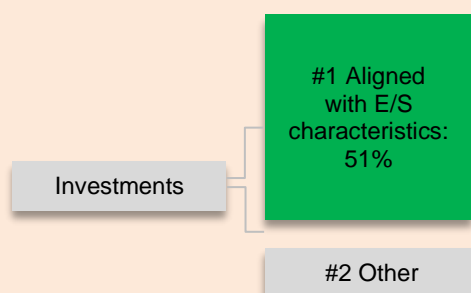 #1 Aligned
with E/S
characteristics:
51%
Investments
#2 Other